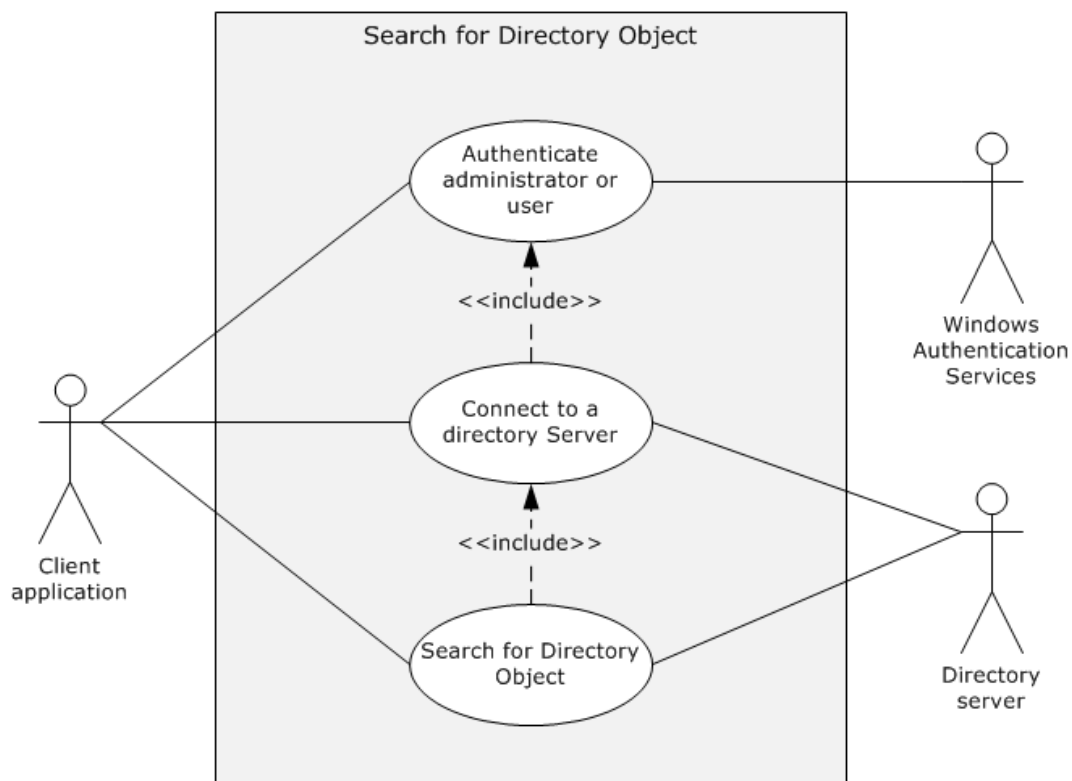 Search for Directory Object
Authenticate
administrator or
user
<<include>>
Windows
Authentication
Services
Connect to a
directory Server
<<include>>
Client
application
Search for Directory
Object
Directory
server